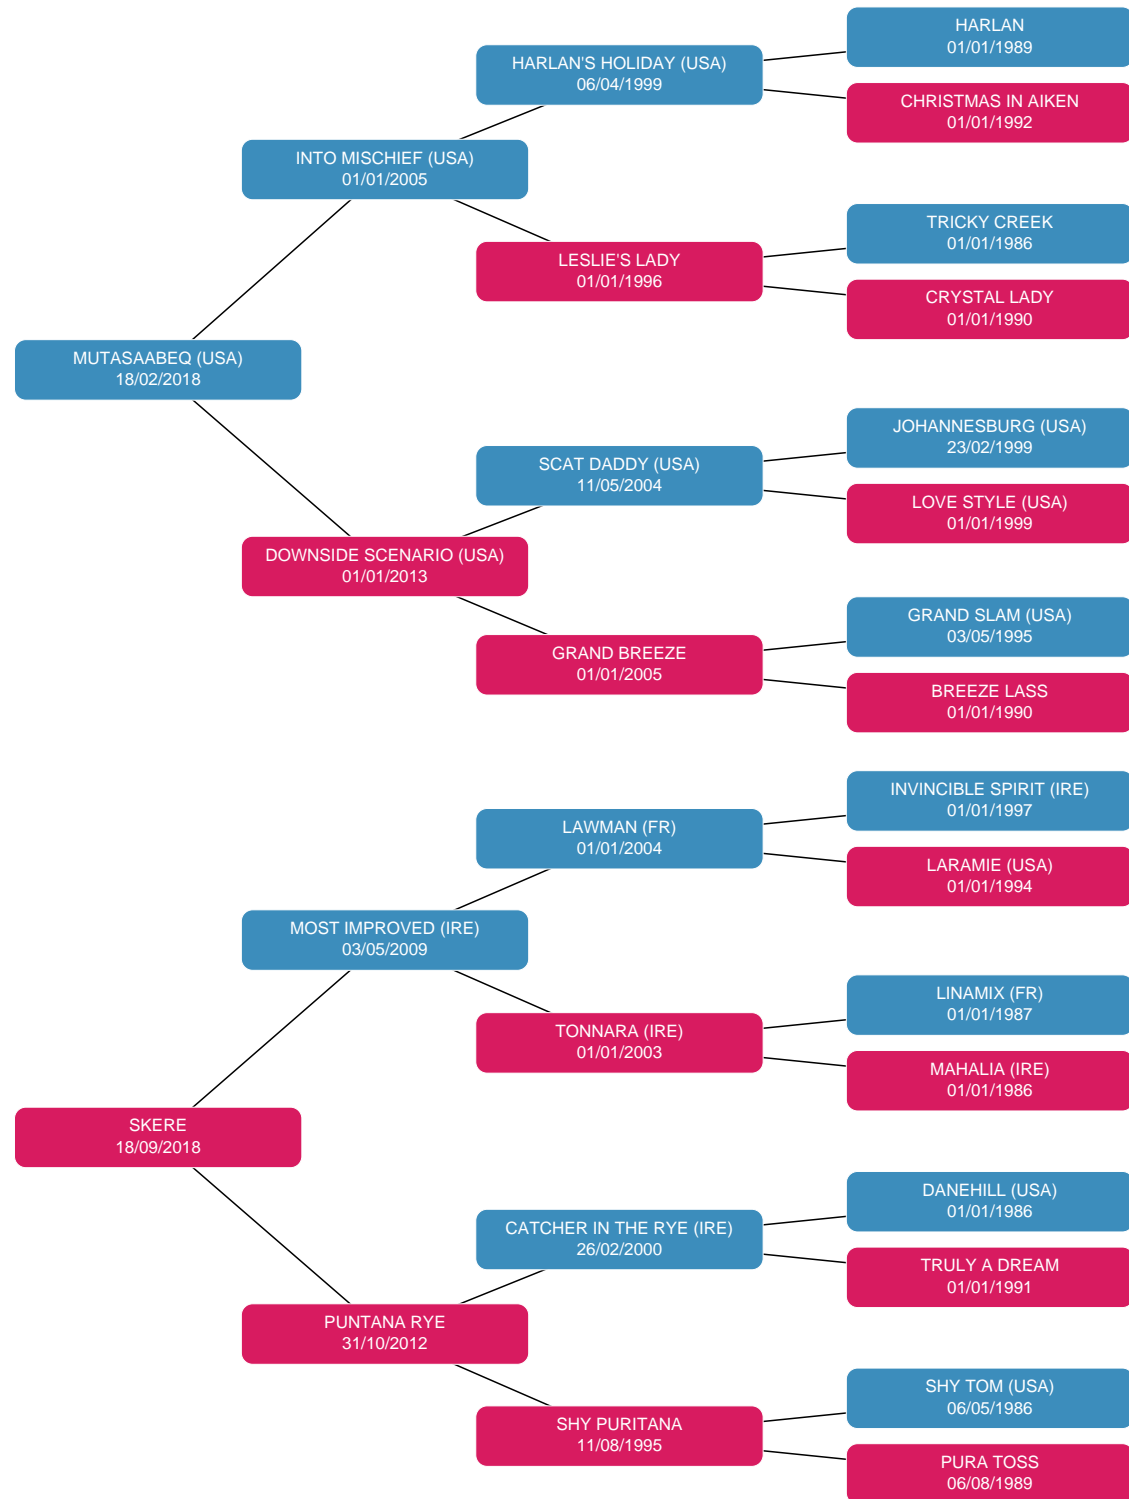 HARLAN
01/01/1989
HARLAN'S HOLIDAY (USA)
06/04/1999
CHRISTMAS IN AIKEN
01/01/1992
INTO MISCHIEF (USA)
01/01/2005
TRICKY CREEK
01/01/1986
LESLIE'S LADY
01/01/1996
CRYSTAL LADY
01/01/1990
MUTASAABEQ (USA)
18/02/2018
JOHANNESBURG (USA)
23/02/1999
SCAT DADDY (USA)
11/05/2004
LOVE STYLE (USA)
01/01/1999
DOWNSIDE SCENARIO (USA)
01/01/2013
GRAND SLAM (USA)
03/05/1995
GRAND BREEZE
01/01/2005
BREEZE LASS
01/01/1990
INVINCIBLE SPIRIT (IRE)
01/01/1997
LAWMAN (FR)
01/01/2004
LARAMIE (USA)
01/01/1994
MOST IMPROVED (IRE)
03/05/2009
LINAMIX (FR)
01/01/1987
TONNARA (IRE)
01/01/2003
MAHALIA (IRE)
01/01/1986
SKERE
18/09/2018
DANEHILL (USA)
01/01/1986
CATCHER IN THE RYE (IRE)
26/02/2000
TRULY A DREAM
01/01/1991
PUNTANA RYE
31/10/2012
SHY TOM (USA)
06/05/1986
SHY PURITANA
11/08/1995
PURA TOSS
06/08/1989